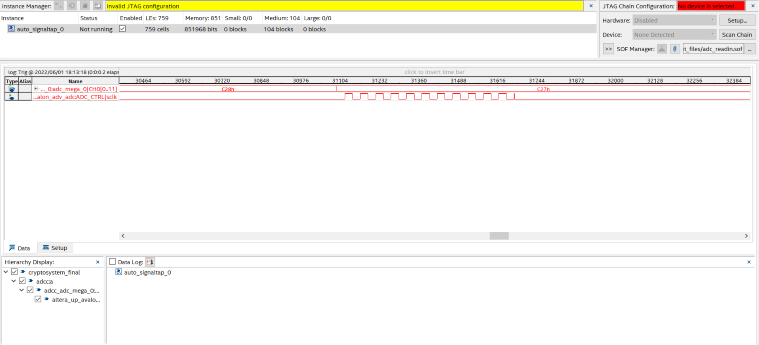 Instance Manager: Invalid JTAG configuration
Instance Status Enabled LEs: 759 Memory: 851 Small: 0/0 Medium: 104 Large: 0/0
auto_signaltap_0 Not running 759 cells 851968 bits 0 blocks 104 blocks 0 blocks
JTAG Chain Configuration: No device is selected
Hardware: Disabled Setup...
Device: None Detected Scan Chain
>> SOF Manager: n_files/adc_readin.sof ...
log: Trig @ 2022/06/01 18:13:18 (0:0:0.2 elaps click to insert time bar
Type Alias Name 30464 30592 30720 30848 30976 31104 31232 31360 31488 31616 31744 31872 32000 32128 32256 32384
..._0:adc_mega_0|CH0[0..11] C28h C27h
...alon_adv_adc:ADC_CTRL|sclk
Data Setup
Hierarchy Display:
cryptosystem_final
adcc:a
adcc_adc_mega_0:...
altera_up_avalo...
Data Log:
auto_signaltap_0